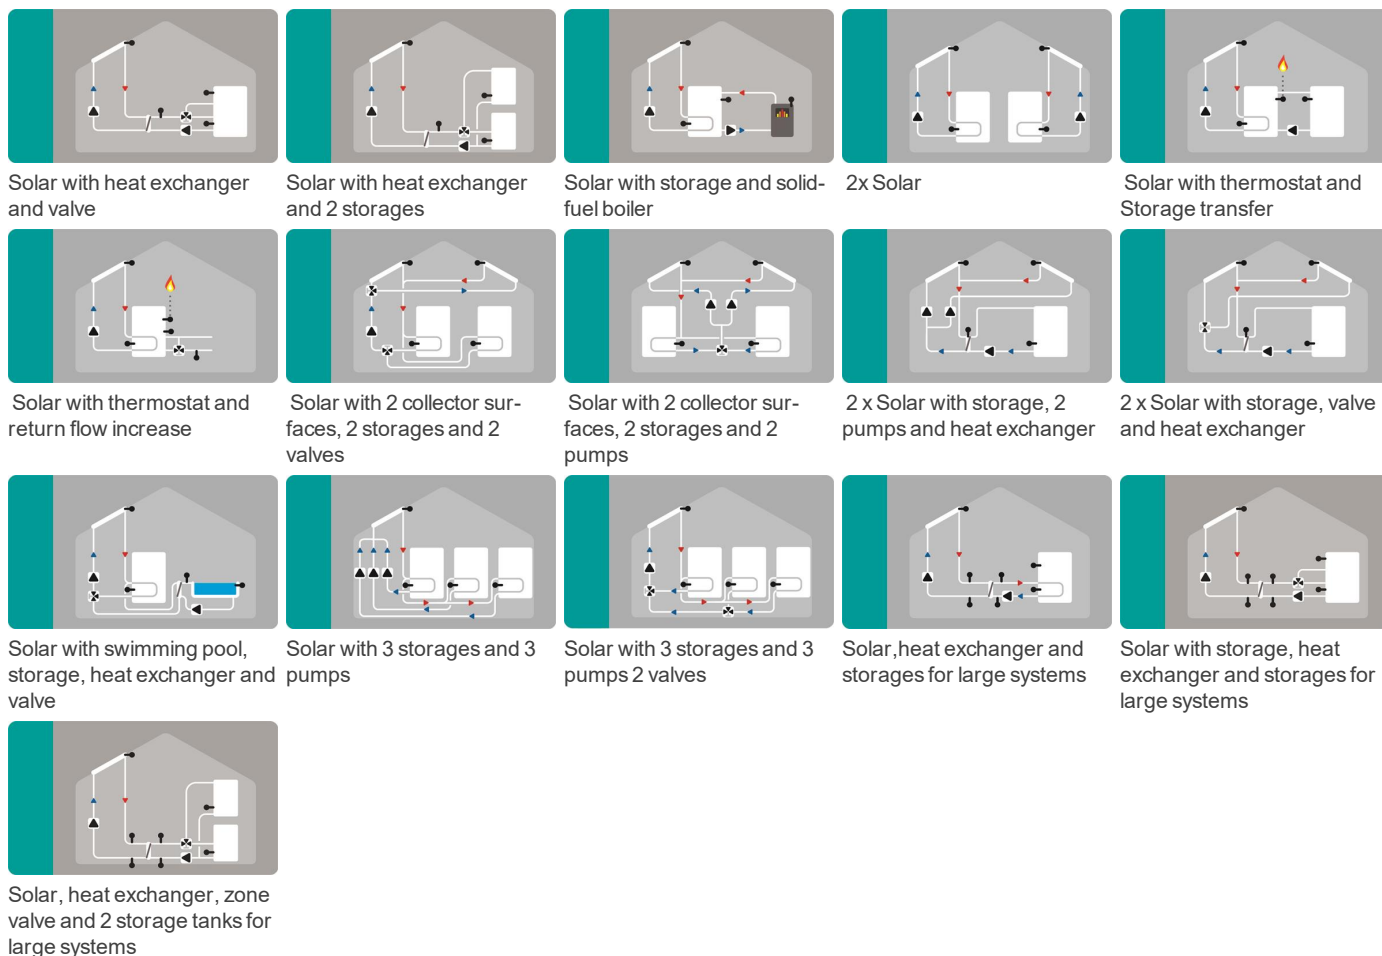 Solar with heat exchanger
and valve
Solar with heat exchanger
and 2 storages
Solar with storage and solid-
fuel boiler
2x Solar
Solar with thermostat and
Storage transfer
Solar with thermostat and
return flow increase
Solar with 2 collector sur-
faces, 2 storages and 2
valves
Solar with 2 collector sur-
faces, 2 storages and 2
pumps
2 x Solar with storage, 2
pumps and heat exchanger
2 x Solar with storage, valve
and heat exchanger
Solar with swimming pool,
storage, heat exchanger and
valve
Solar with 3 storages and 3
pumps
Solar with 3 storages and 3
pumps 2 valves
Solar,heat exchanger and
storages for large systems
Solar with storage, heat
exchanger and storages for
large systems
Solar, heat exchanger, zone
valve and 2 storage tanks for
large systems